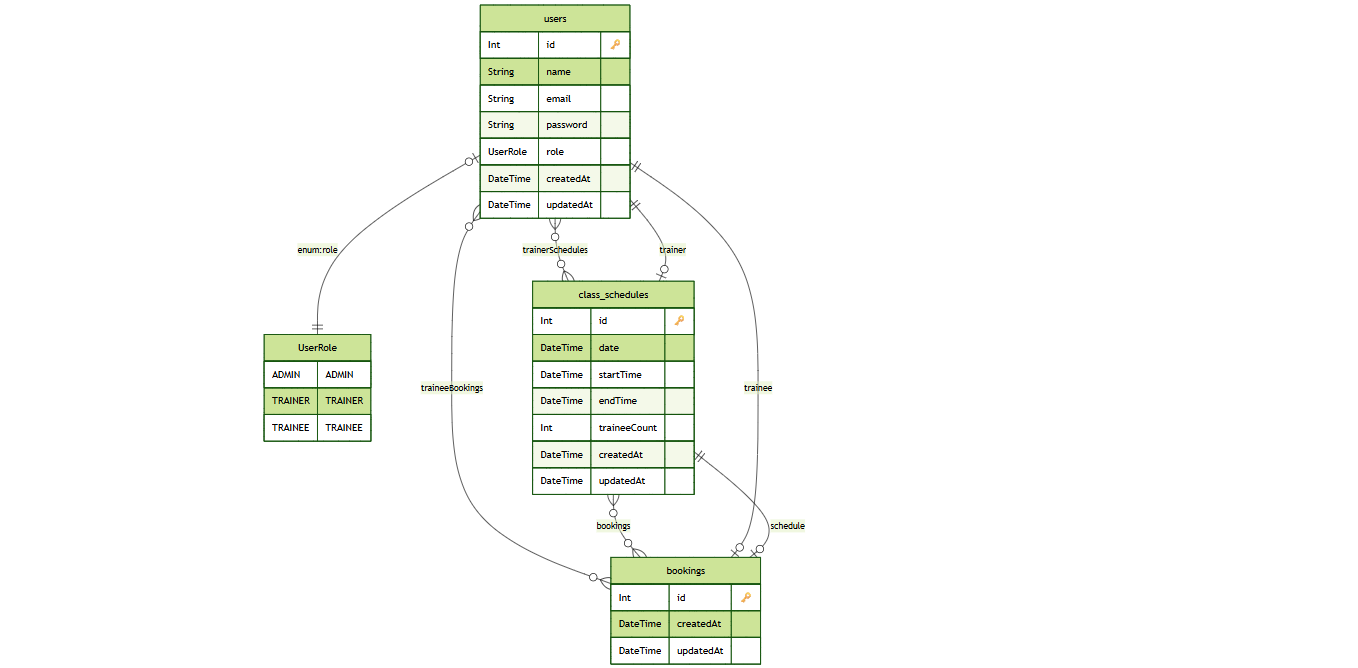 users
Int id
String name
String email
String password
UserRole role
DateTime createdAt
DateTime updatedAt
enum:role
trainerSchedules
trainer
class_schedules
Int id
DateTime date
DateTime startTime
DateTime endTime
Int traineeCount
DateTime createdAt
DateTime updatedAt
UserRole
ADMIN ADMIN
TRAINER TRAINER
TRAINEE TRAINEE
traineeBookings
trainee
bookings
schedule
bookings
Int id
DateTime createdAt
DateTime updatedAt